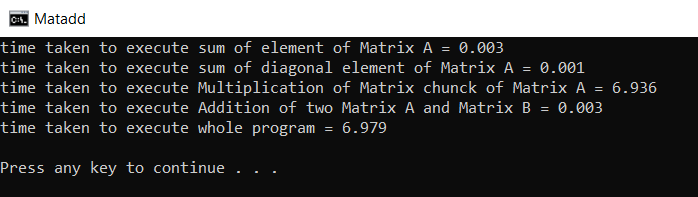 Matadd
time taken to execute sum of element of Matrix A = 0.003
time taken to execute sum of diagonal element of Matrix A = 0.001
time taken to execute Multiplication of Matrix chunck of Matrix A = 6.936
time taken to execute Addition of two Matrix A and Matrix B = 0.003
time taken to execute whole program = 6.979
Press any key to continue . . .